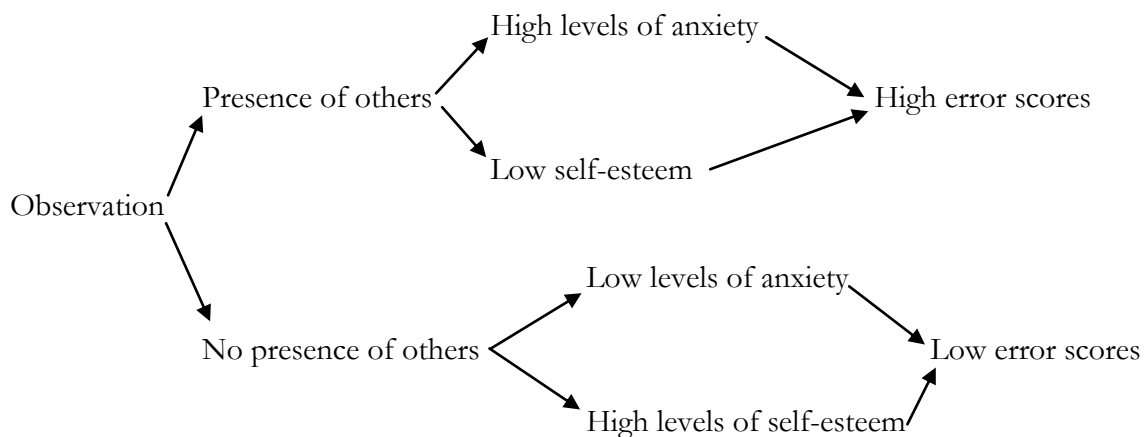 High levels of anxiety
Presence of others
High error scores
Low self-esteem
Observation
Low levels of anxiety
No presence of others
Low error scores
High levels of self-esteem